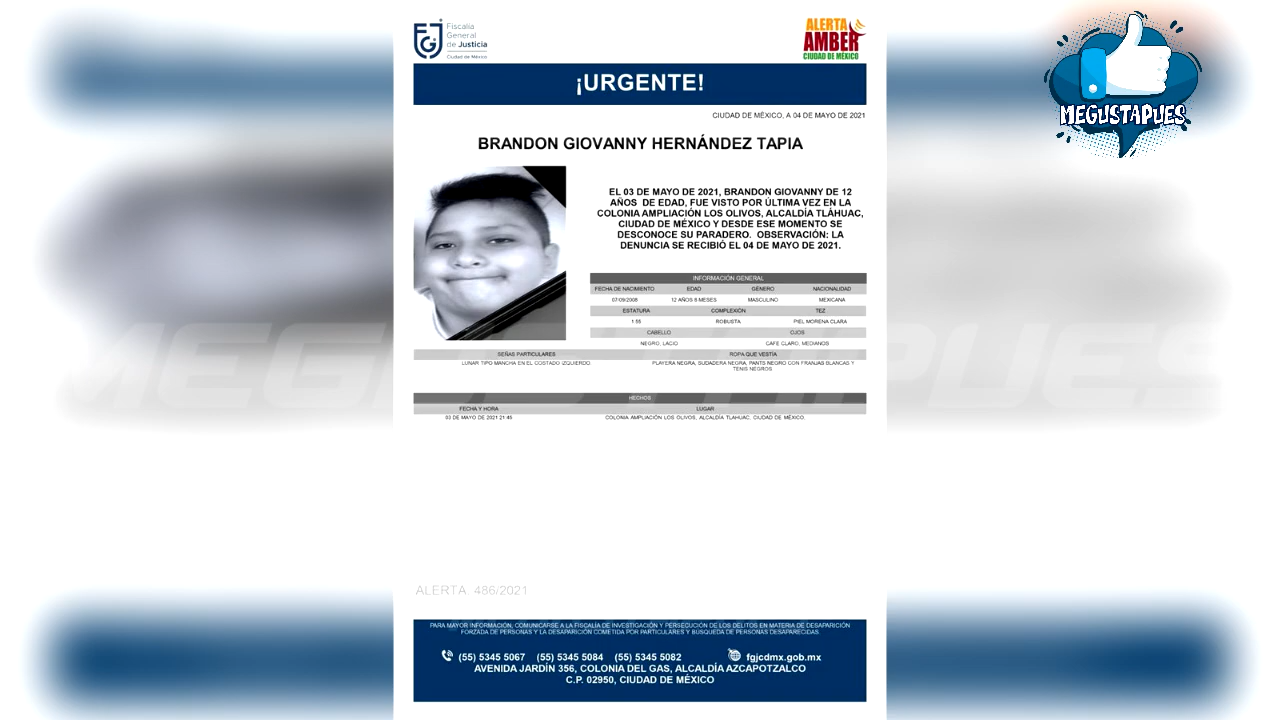 Fiscalía
General
de Justicia
Ciudad de México
ALERTA
AMBER
CIUDAD DE MÉXICO
MEGUSTAPUES
¡URGENTE!
CIUDAD DE MÉXICO, A 04 DE MAYO DE 2021
BRANDON GIOVANNY HERNÁNDEZ TAPIA
EL 03 DE MAYO DE 2021, BRANDON GIOVANNY DE 12
AÑOS DE EDAD, FUE VISTO POR ÚLTIMA VEZ EN LA
COLONIA AMPLIACIÓN LOS OLIVOS, ALCALDÍA TLÁHUAC,
CIUDAD DE MÉXICO Y DESDE ESE MOMENTO SE
DESCONOCE SU PARADERO. OBSERVACIÓN: LA
DENUNCIA SE RECIBIÓ EL 04 DE MAYO DE 2021.
INFORMACIÓN GENERAL
FECHA DE NACIMIENTO EDAD GÉNERO NACIONALIDAD
07/09/2008 12 AÑOS 8 MESES MASCULINO MEXICANA
ESTATURA COMPLEXIÓN TEZ
1.55 ROBUSTA PIEL MORENA CLARA
CABELLO OJOS
NEGRO, LACIO CAFÉ CLARO, MEDIANOS
SEÑAS PARTICULARES ROPA QUE VESTÍA
LUNAR TIPO MANCHA EN EL COSTADO IZQUIERDO PLAYERA NEGRA, SUDADERA NEGRA, PANTS NEGRO CON FRANJAS BLANCAS Y
TENIS NEGROS
MEGUSTAPUES
HECHOS
FECHA Y HORA LUGAR
03 DE MAYO DE 2021 21:45 COLONIA AMPLIACIÓN LOS OLIVOS, ALCALDÍA TLAHUAC, CIUDAD DE MÉXICO.
ALERTA. 486/2021
PARA MAYOR INFORMACIÓN, COMUNICARSE A LA FISCALÍA DE INVESTIGACIÓN Y PERSECUCIÓN DE LOS DELITOS EN MATERIA DE DESAPARICIÓN
FORZADA DE PERSONAS Y LA DESAPARICIÓN COMETIDA POR PARTICULARES Y BÚSQUEDA DE PERSONAS DESAPARECIDAS.
(55) 5345 5067 (55) 5345 5084 (55) 5345 5082 fgjcdmx.gob.mx
AVENIDA JARDÍN 356, COLONIA DEL GAS, ALCALDÍA AZCAPOTZALCO
C.P. 02950, CIUDAD DE MÉXICO